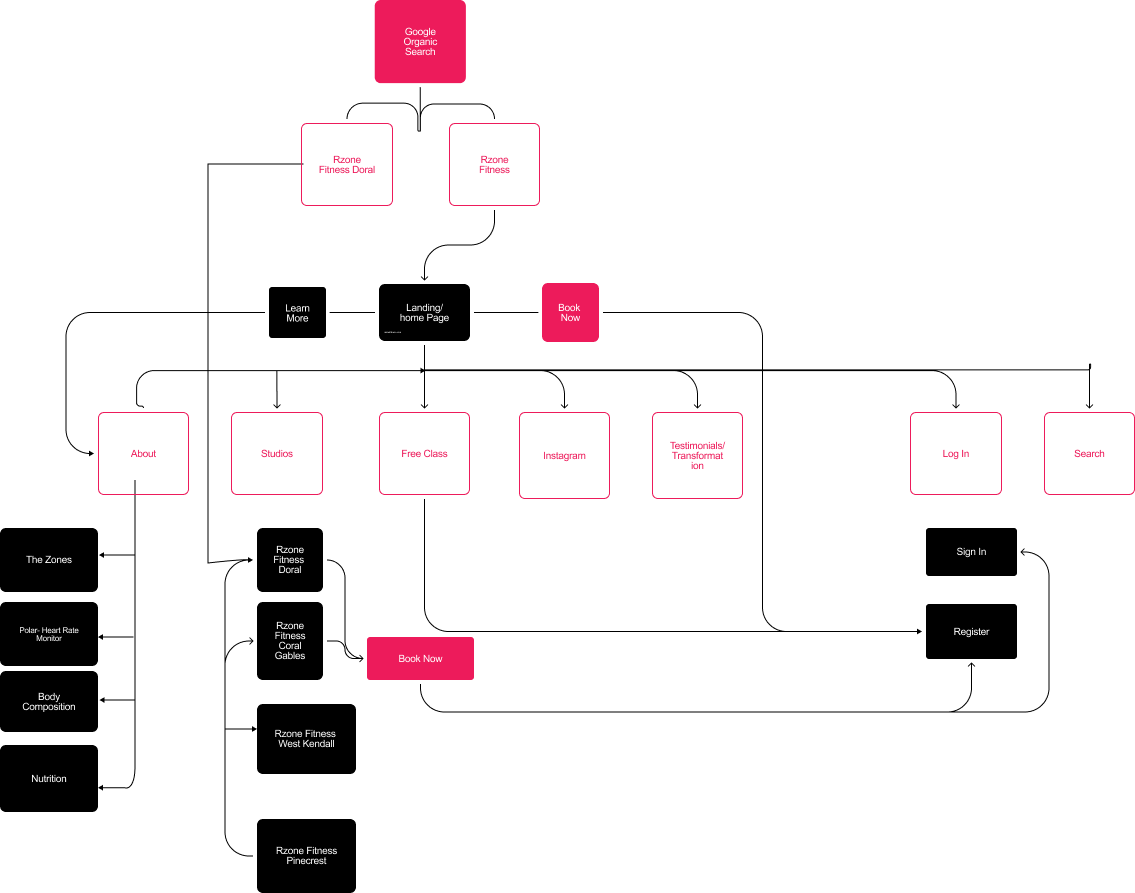 Google
Organic
Search
Rzone
Fitness Doral
Rzone
Fitness
Learn
More
Landing/
home Page
Book
Now
About
Studios
Free Class
Instagram
Testimonials/
Transformat
ion
Log In
Search
The Zones
Rzone
Fitness
Doral
Sign In
Polar- Heart Rate
Monitor
Rzone
Fitness
Coral
Gables
Register
Book Now
Body
Composition
Rzone Fitness
West Kendall
Nutrition
Rzone Fitness
Pinecrest